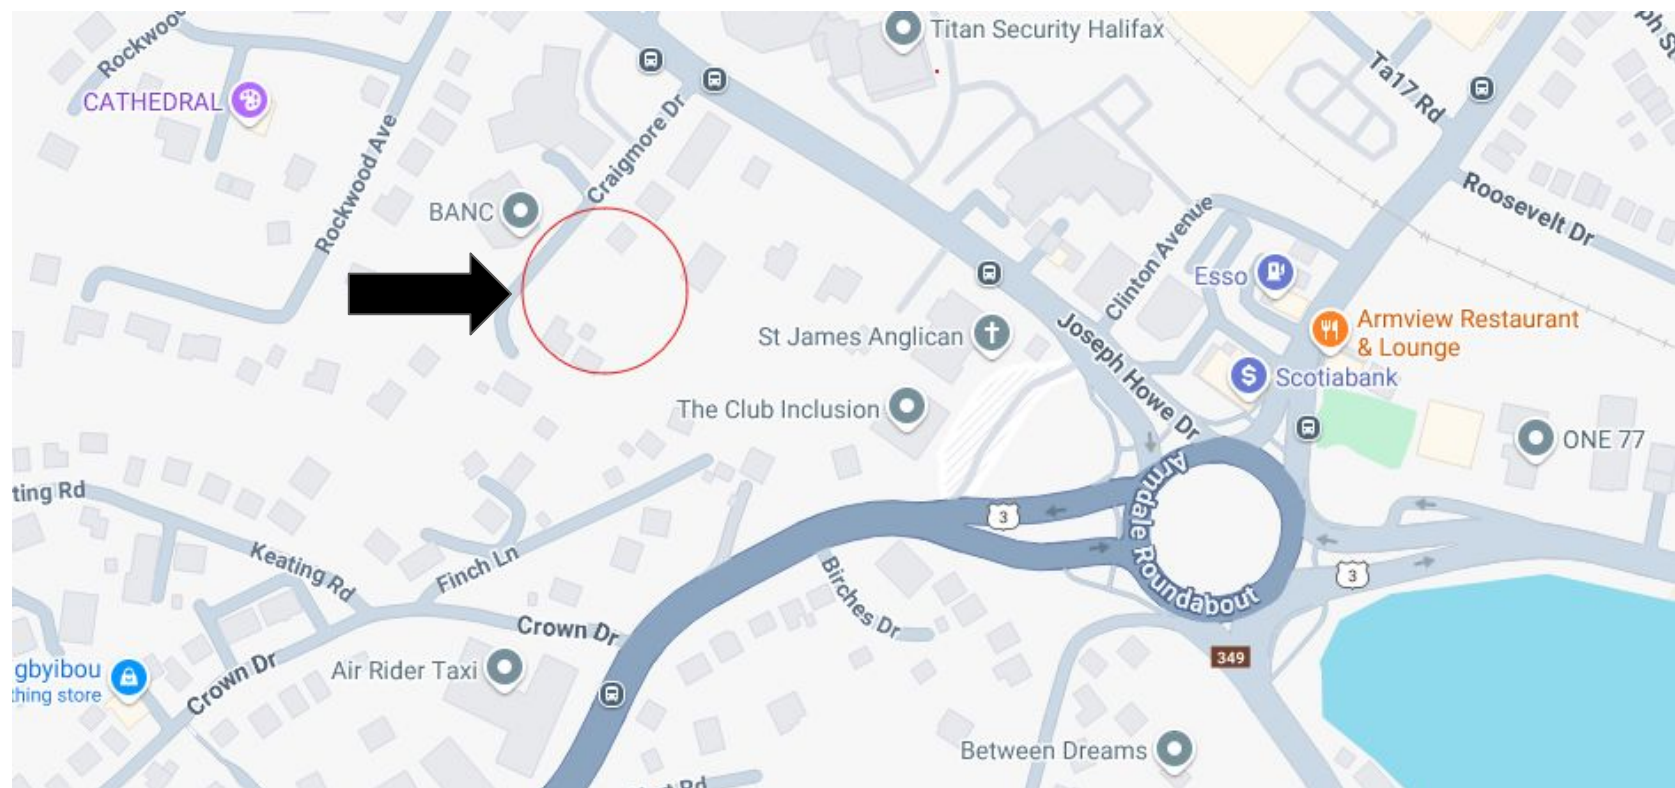 Titan Security Halifax
Rockwoo
CATHEDRAL
Ta17 Rd
ph St
Craigmore Dr
Rockwood Ave
BANC
Clinton Avenue
Roosevelt Dr
Esso
St James Anglican
Joseph Howe Dr
Armview Restaurant
& Lounge
Scotiabank
The Club Inclusion
ONE 77
ting Rd
3
Armdale Roundabout
Keating Rd
Finch Ln
3
Birches Dr
Crown Dr
349
gbyibou
thing store
Crown Dr
Air Rider Taxi
Between Dreams
Rd